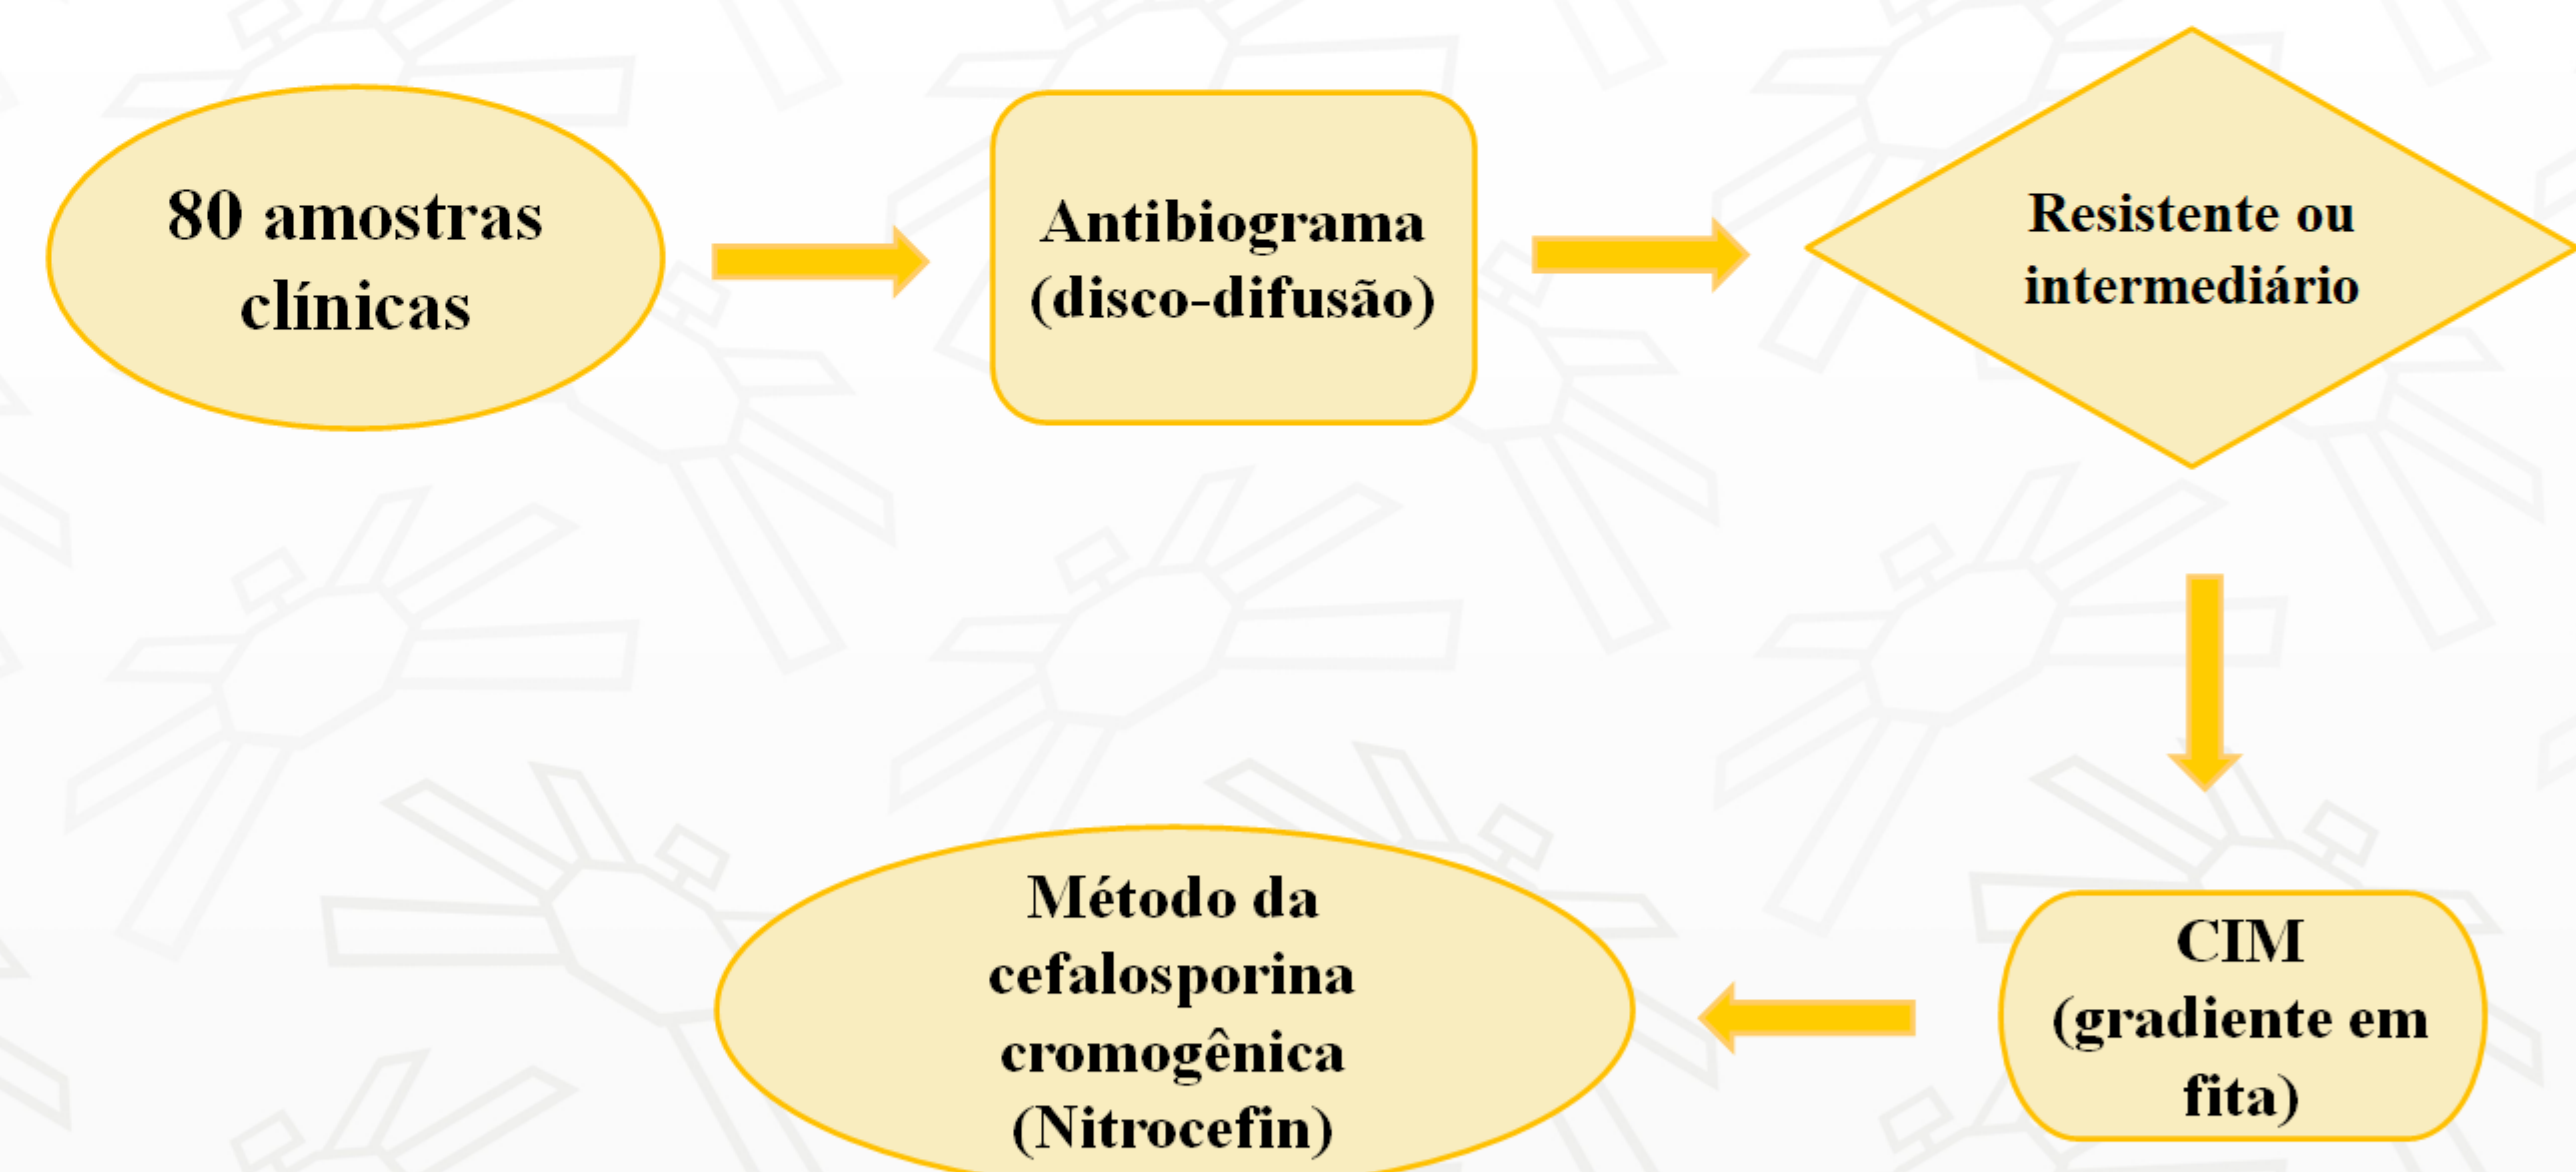 80 amostras
clínicas
Antibiograma
(disco-difusão)
Resistente ou
intermediário
CIM
(gradiente em
fita)
Método da
cefalosporina
cromogênica
(Nitrocefin)